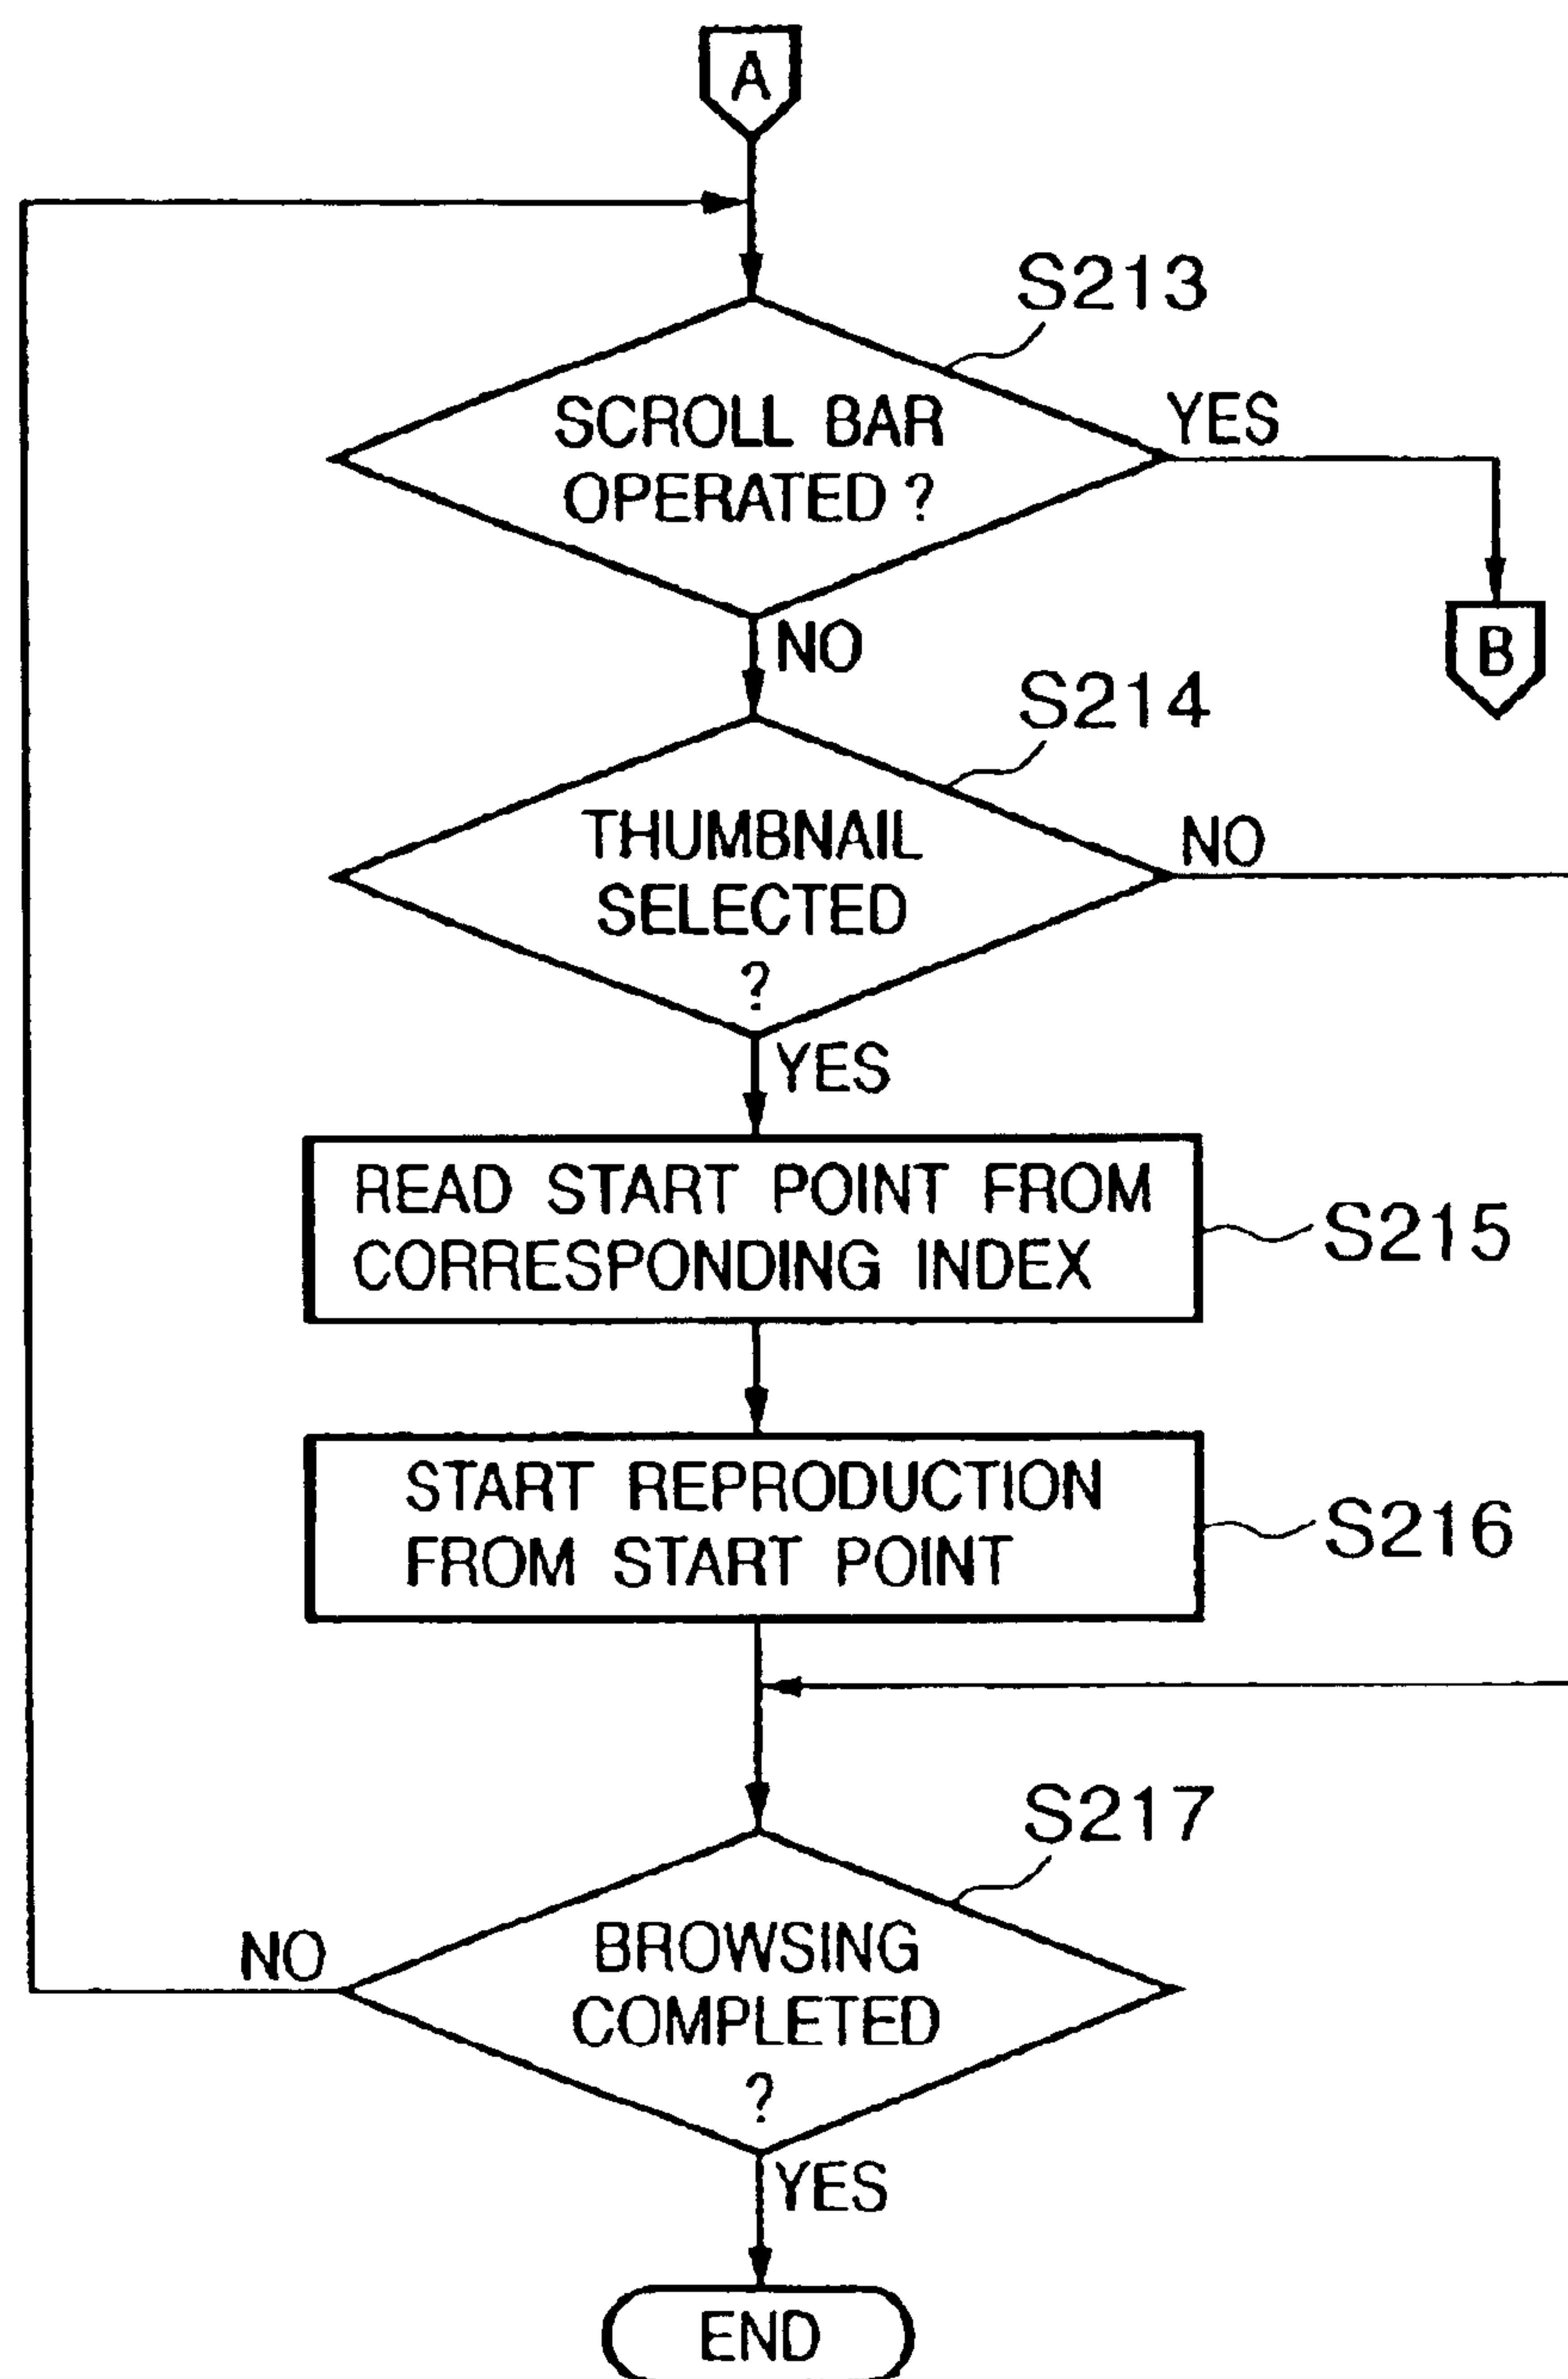 A
S213
SCROLL BAR
OPERATED ?
YES
NO
B
S214
THUMBNAIL
SELECTED
?
NO
YES
READ START POINT FROM
CORRESPONDING INDEX
S215
START REPRODUCTION
FROM START POINT
S216
S217
BROWSING
COMPLETED
?
NO
YES
END